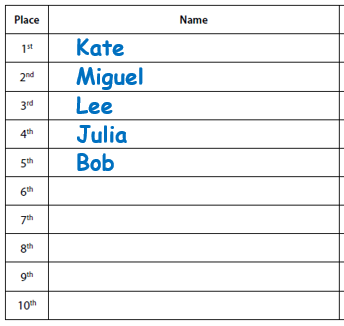 Place Name
1st Kate
2nd Miguel
3rd Lee
4th Julia
5th Bob
6th
7th
8th
9th
10th